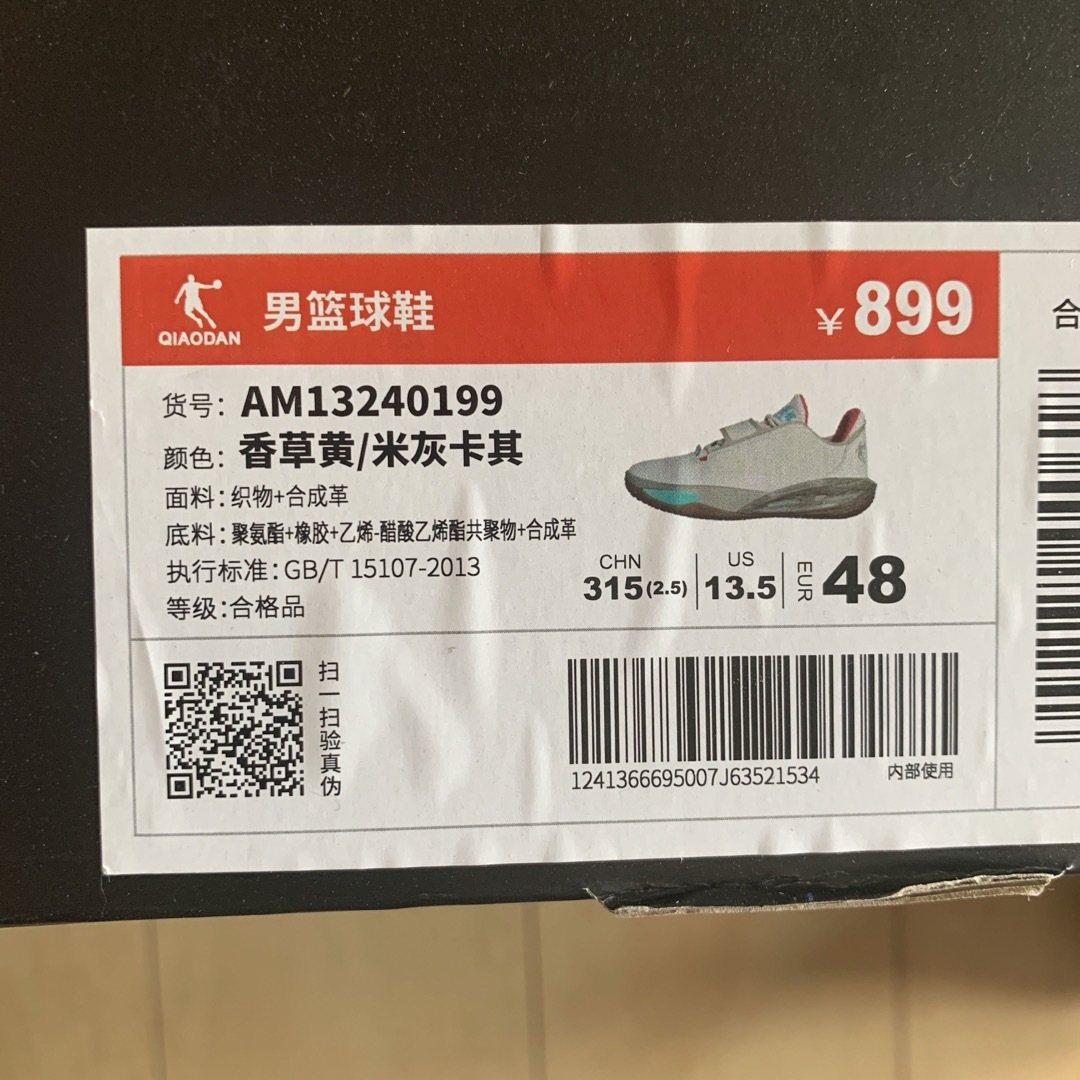 QIAODAN
男篮球鞋
¥899
货号：AM13240199
颜色：香草黄/米灰卡其
面料：织物+合成革
底料：聚氨酯+橡胶+乙烯-醋酸乙烯酯共聚物+合成革
执行标准：GB/T 15107-2013
等级：合格品
CHN
315(2.5)
US
13.5
EUR 48
扫一扫验真伪
1241366695007J63521534
内部使用
合